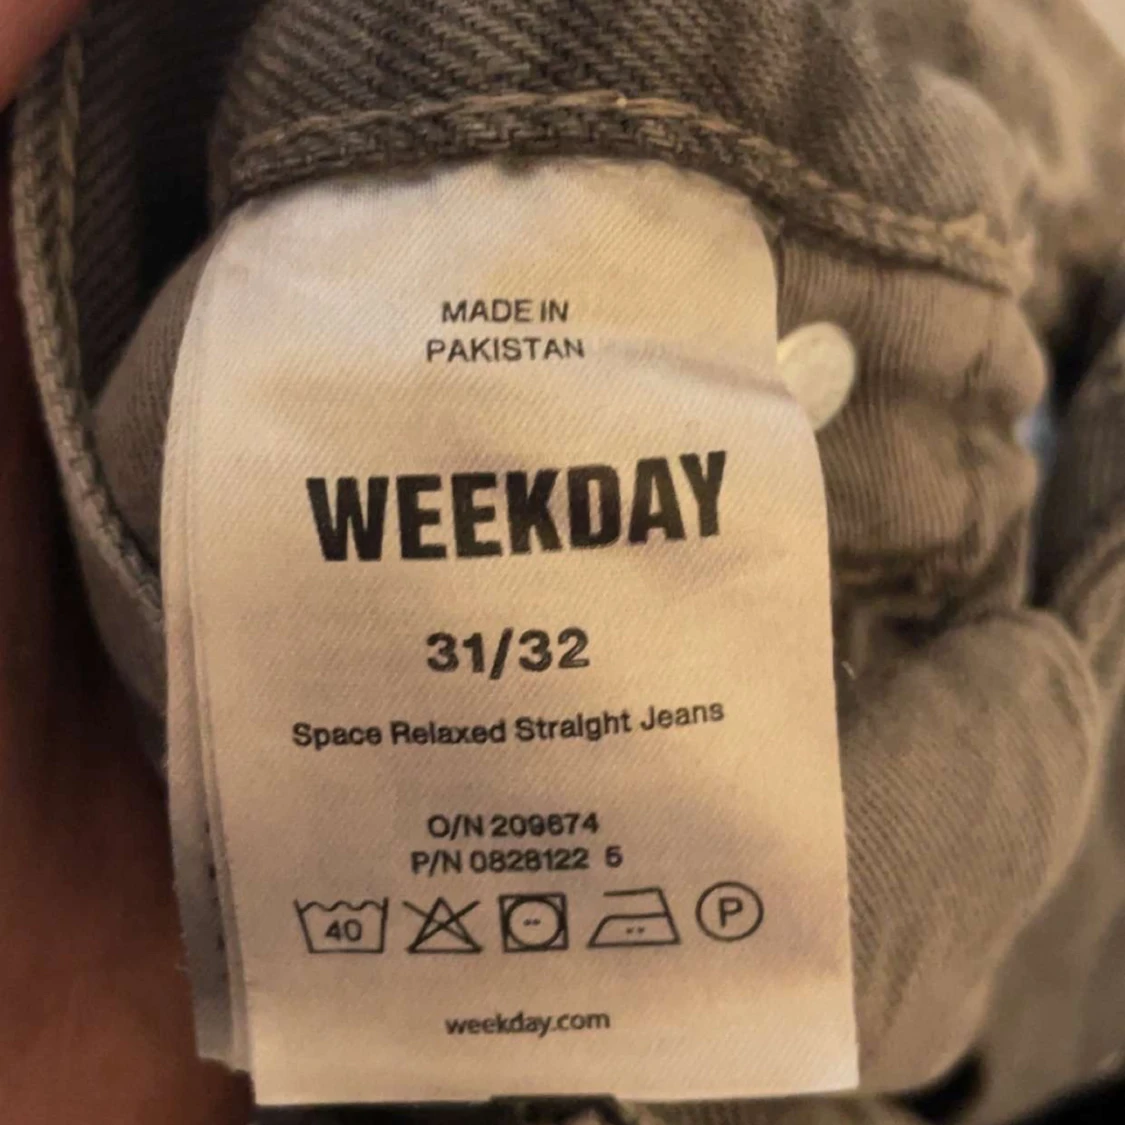 MADE IN
PAKISTAN
WEEKDAY
31/32
Space Relaxed Straight Jeans
O/N 209674
P/N 0828122 5
40 P
weekday.com